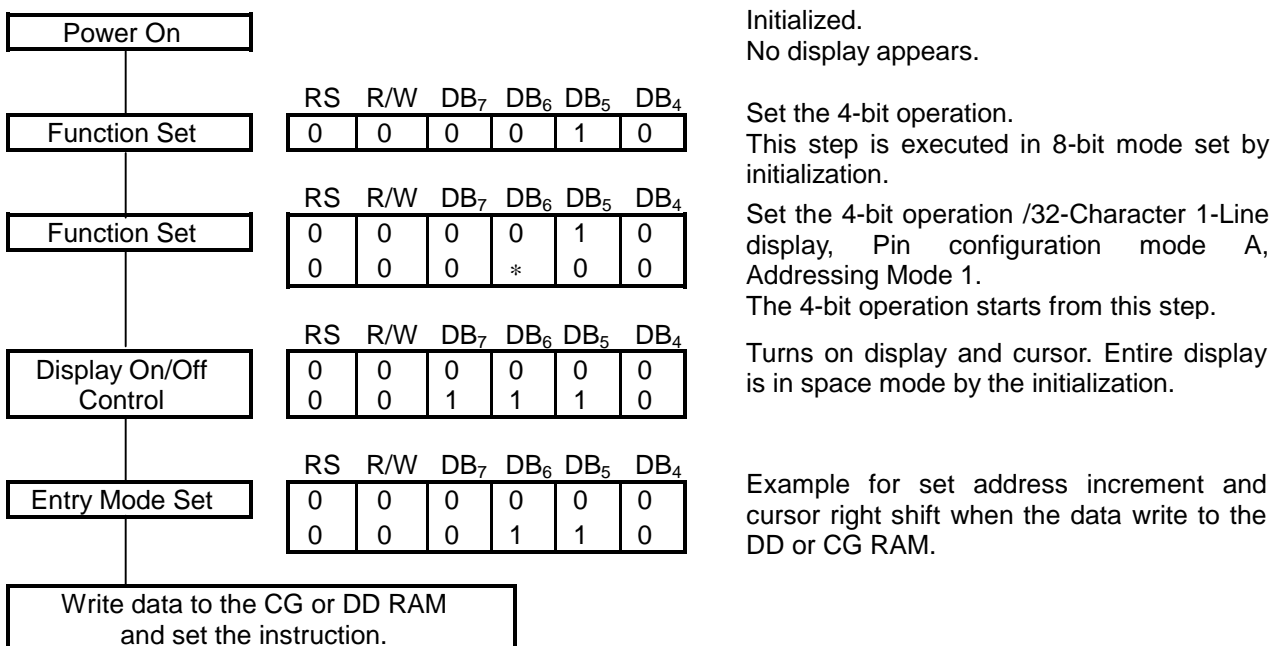 Power On
Initialized.
No display appears.
RS R/W DB₇ DB₆ DB₅ DB₄
Function Set
0 0 0 0 1 0
Set the 4-bit operation.
This step is executed in 8-bit mode set by
initialization.
RS R/W DB₇ DB₆ DB₅ DB₄
Function Set
0 0 0 0 1 0
0 0 0 * 0 0
Set the 4-bit operation /32-Character 1-Line
display, Pin configuration mode A,
Addressing Mode 1.
The 4-bit operation starts from this step.
RS R/W DB₇ DB₆ DB₅ DB₄
Display On/Off
Control
0 0 0 0 0 0
0 0 1 1 1 0
Turns on display and cursor. Entire display
is in space mode by the initialization.
RS R/W DB₇ DB₆ DB₅ DB₄
Entry Mode Set
0 0 0 0 0 0
0 0 0 1 1 0
Example for set address increment and
cursor right shift when the data write to the
DD or CG RAM.
Write data to the CG or DD RAM
and set the instruction.